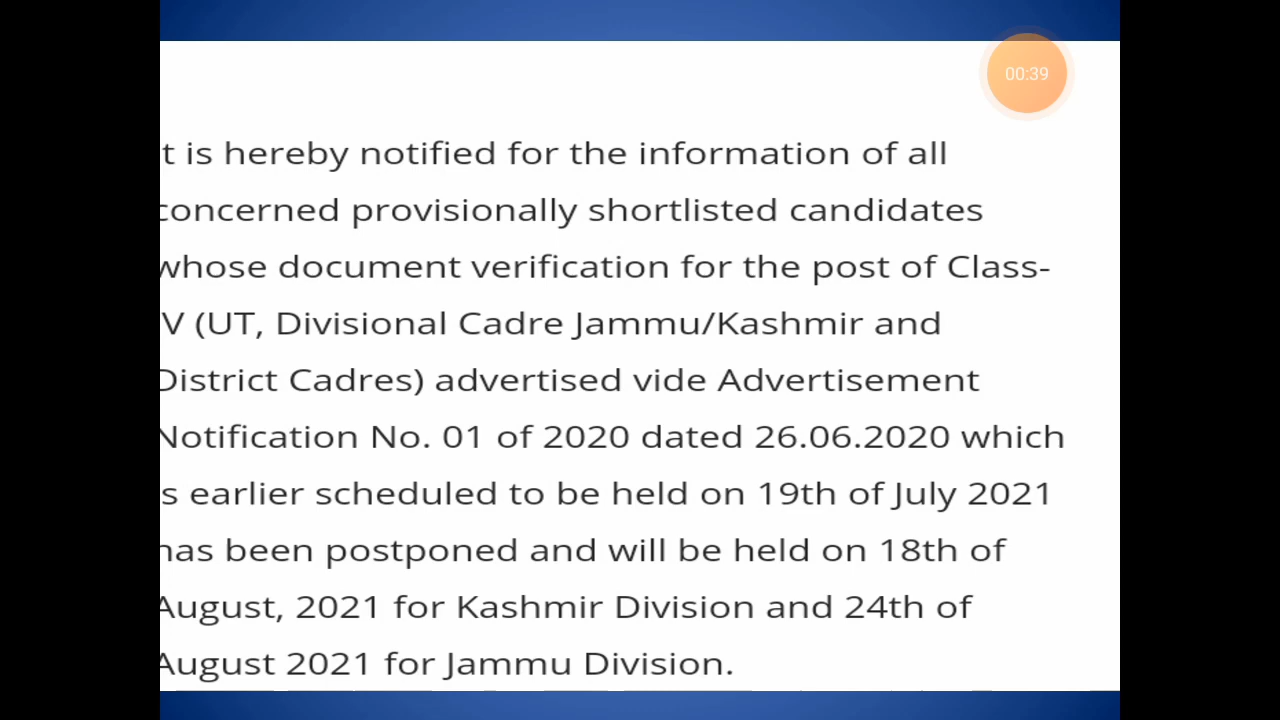 00:39
t is hereby notified for the information of all
concerned provisionally shortlisted candidates
whose document verification for the post of Class-
V (UT, Divisional Cadre Jammu/Kashmir and
District Cadres) advertised vide Advertisement
Notification No. 01 of 2020 dated 26.06.2020 which
s earlier scheduled to be held on 19th of July 2021
has been postponed and will be held on 18th of
August, 2021 for Kashmir Division and 24th of
August 2021 for Jammu Division.